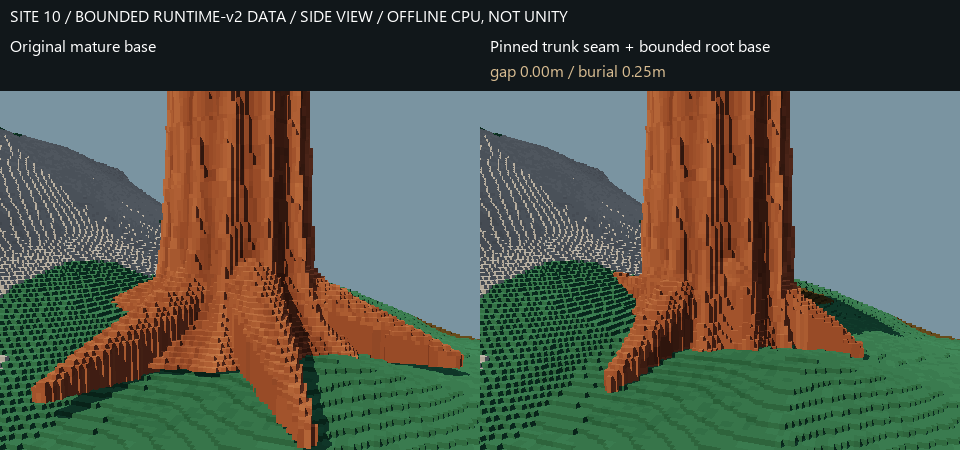 SITE 10 / BOUNDED RUNTIME-v2 DATA / SIDE VIEW / OFFLINE CPU, NOT UNITY
Original mature base
Pinned trunk seam + bounded root base
gap 0.00m / burial 0.25m